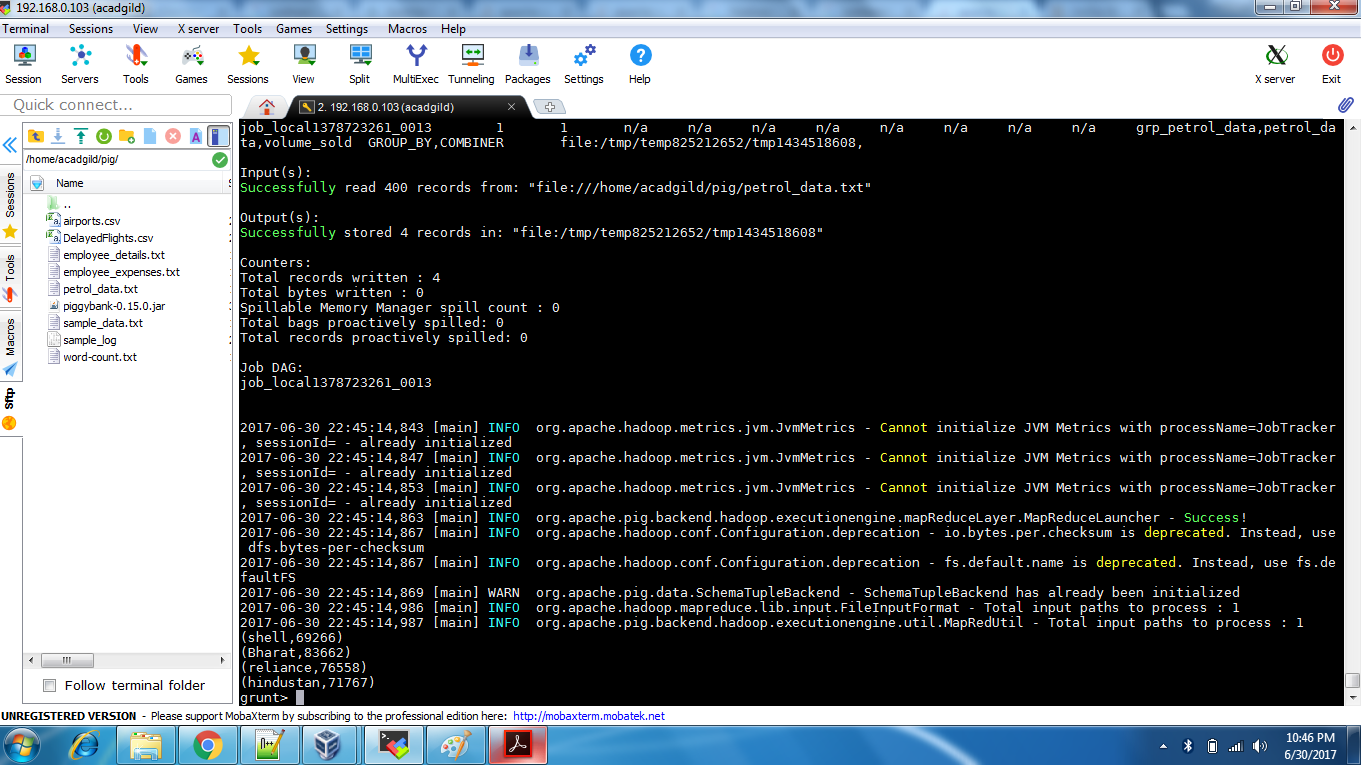 192.168.0.103 (acadgild)
Terminal Sessions View X server Tools Games Settings Macros Help
Session Servers Tools Games Sessions View Split MultiExec Tunneling Packages Settings Help X server Exit
Quick connect...
2. 192.168.0.103 (acadgild)
/home/acadgild/pig/
Name
..
airports.csv
DelayedFlights.csv
employee_details.txt
employee_expenses.txt
petrol_data.txt
piggybank-0.15.0.jar
sample_data.txt
sample_log
word-count.txt
Sessions
Tools
Macros
Sftp
Follow terminal folder
job_local1378723261_0013 1 1 n/a n/a n/a n/a n/a n/a n/a n/a grp_petrol_data,petrol_da
ta,volume_sold GROUP_BY,COMBINER file:/tmp/temp825212652/tmp1434518608,
Input(s):
Successfully read 400 records from: "file:///home/acadgild/pig/petrol_data.txt"
Output(s):
Successfully stored 4 records in: "file:/tmp/temp825212652/tmp1434518608"
Counters:
Total records written : 4
Total bytes written : 0
Spillable Memory Manager spill count : 0
Total bags proactively spilled: 0
Total records proactively spilled: 0
Job DAG:
job_local1378723261_0013
2017-06-30 22:45:14,843 [main] INFO org.apache.hadoop.metrics.jvm.JvmMetrics - Cannot initialize JVM Metrics with processName=JobTracker
, sessionId= - already initialized
2017-06-30 22:45:14,847 [main] INFO org.apache.hadoop.metrics.jvm.JvmMetrics - Cannot initialize JVM Metrics with processName=JobTracker
, sessionId= - already initialized
2017-06-30 22:45:14,853 [main] INFO org.apache.hadoop.metrics.jvm.JvmMetrics - Cannot initialize JVM Metrics with processName=JobTracker
, sessionId= - already initialized
2017-06-30 22:45:14,863 [main] INFO org.apache.pig.backend.hadoop.executionengine.mapReduceLayer.MapReduceLauncher - Success!
2017-06-30 22:45:14,867 [main] INFO org.apache.hadoop.conf.Configuration.deprecation - io.bytes.per.checksum is deprecated. Instead, use
dfs.bytes-per-checksum
2017-06-30 22:45:14,867 [main] INFO org.apache.hadoop.conf.Configuration.deprecation - fs.default.name is deprecated. Instead, use fs.de
faultFS
2017-06-30 22:45:14,869 [main] WARN org.apache.pig.data.SchemaTupleBackend - SchemaTupleBackend has already been initialized
2017-06-30 22:45:14,986 [main] INFO org.apache.hadoop.mapreduce.lib.input.FileInputFormat - Total input paths to process : 1
2017-06-30 22:45:14,987 [main] INFO org.apache.pig.backend.hadoop.executionengine.util.MapRedUtil - Total input paths to process : 1
(shell,69266)
(Bharat,83662)
(reliance,76558)
(hindustan,71767)
grunt>
UNREGISTERED VERSION - Please support MobaXterm by subscribing to the professional edition here: http://mobaxterm.mobatek.net
10:46 PM
6/30/2017